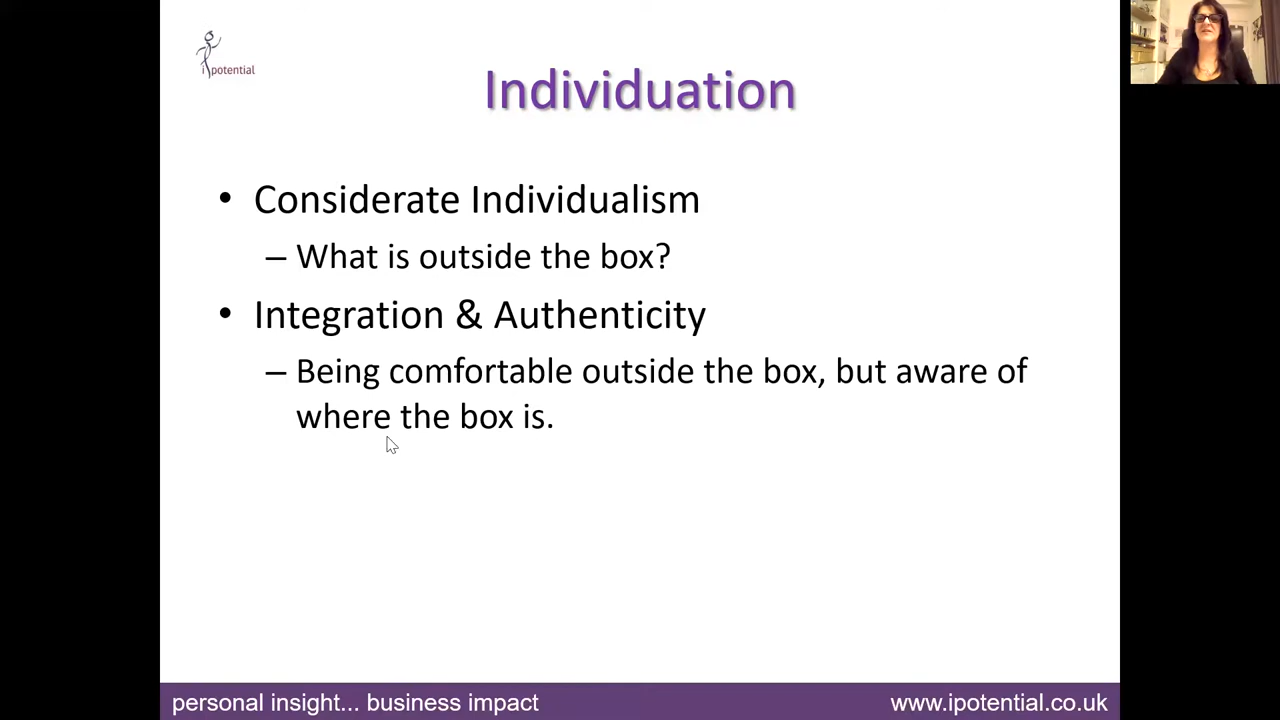 ipotential
Individuation
• Considerate Individualism
– What is outside the box?
• Integration & Authenticity
– Being comfortable outside the box, but aware of
where the box is.
personal insight... business impact
www.ipotential.co.uk